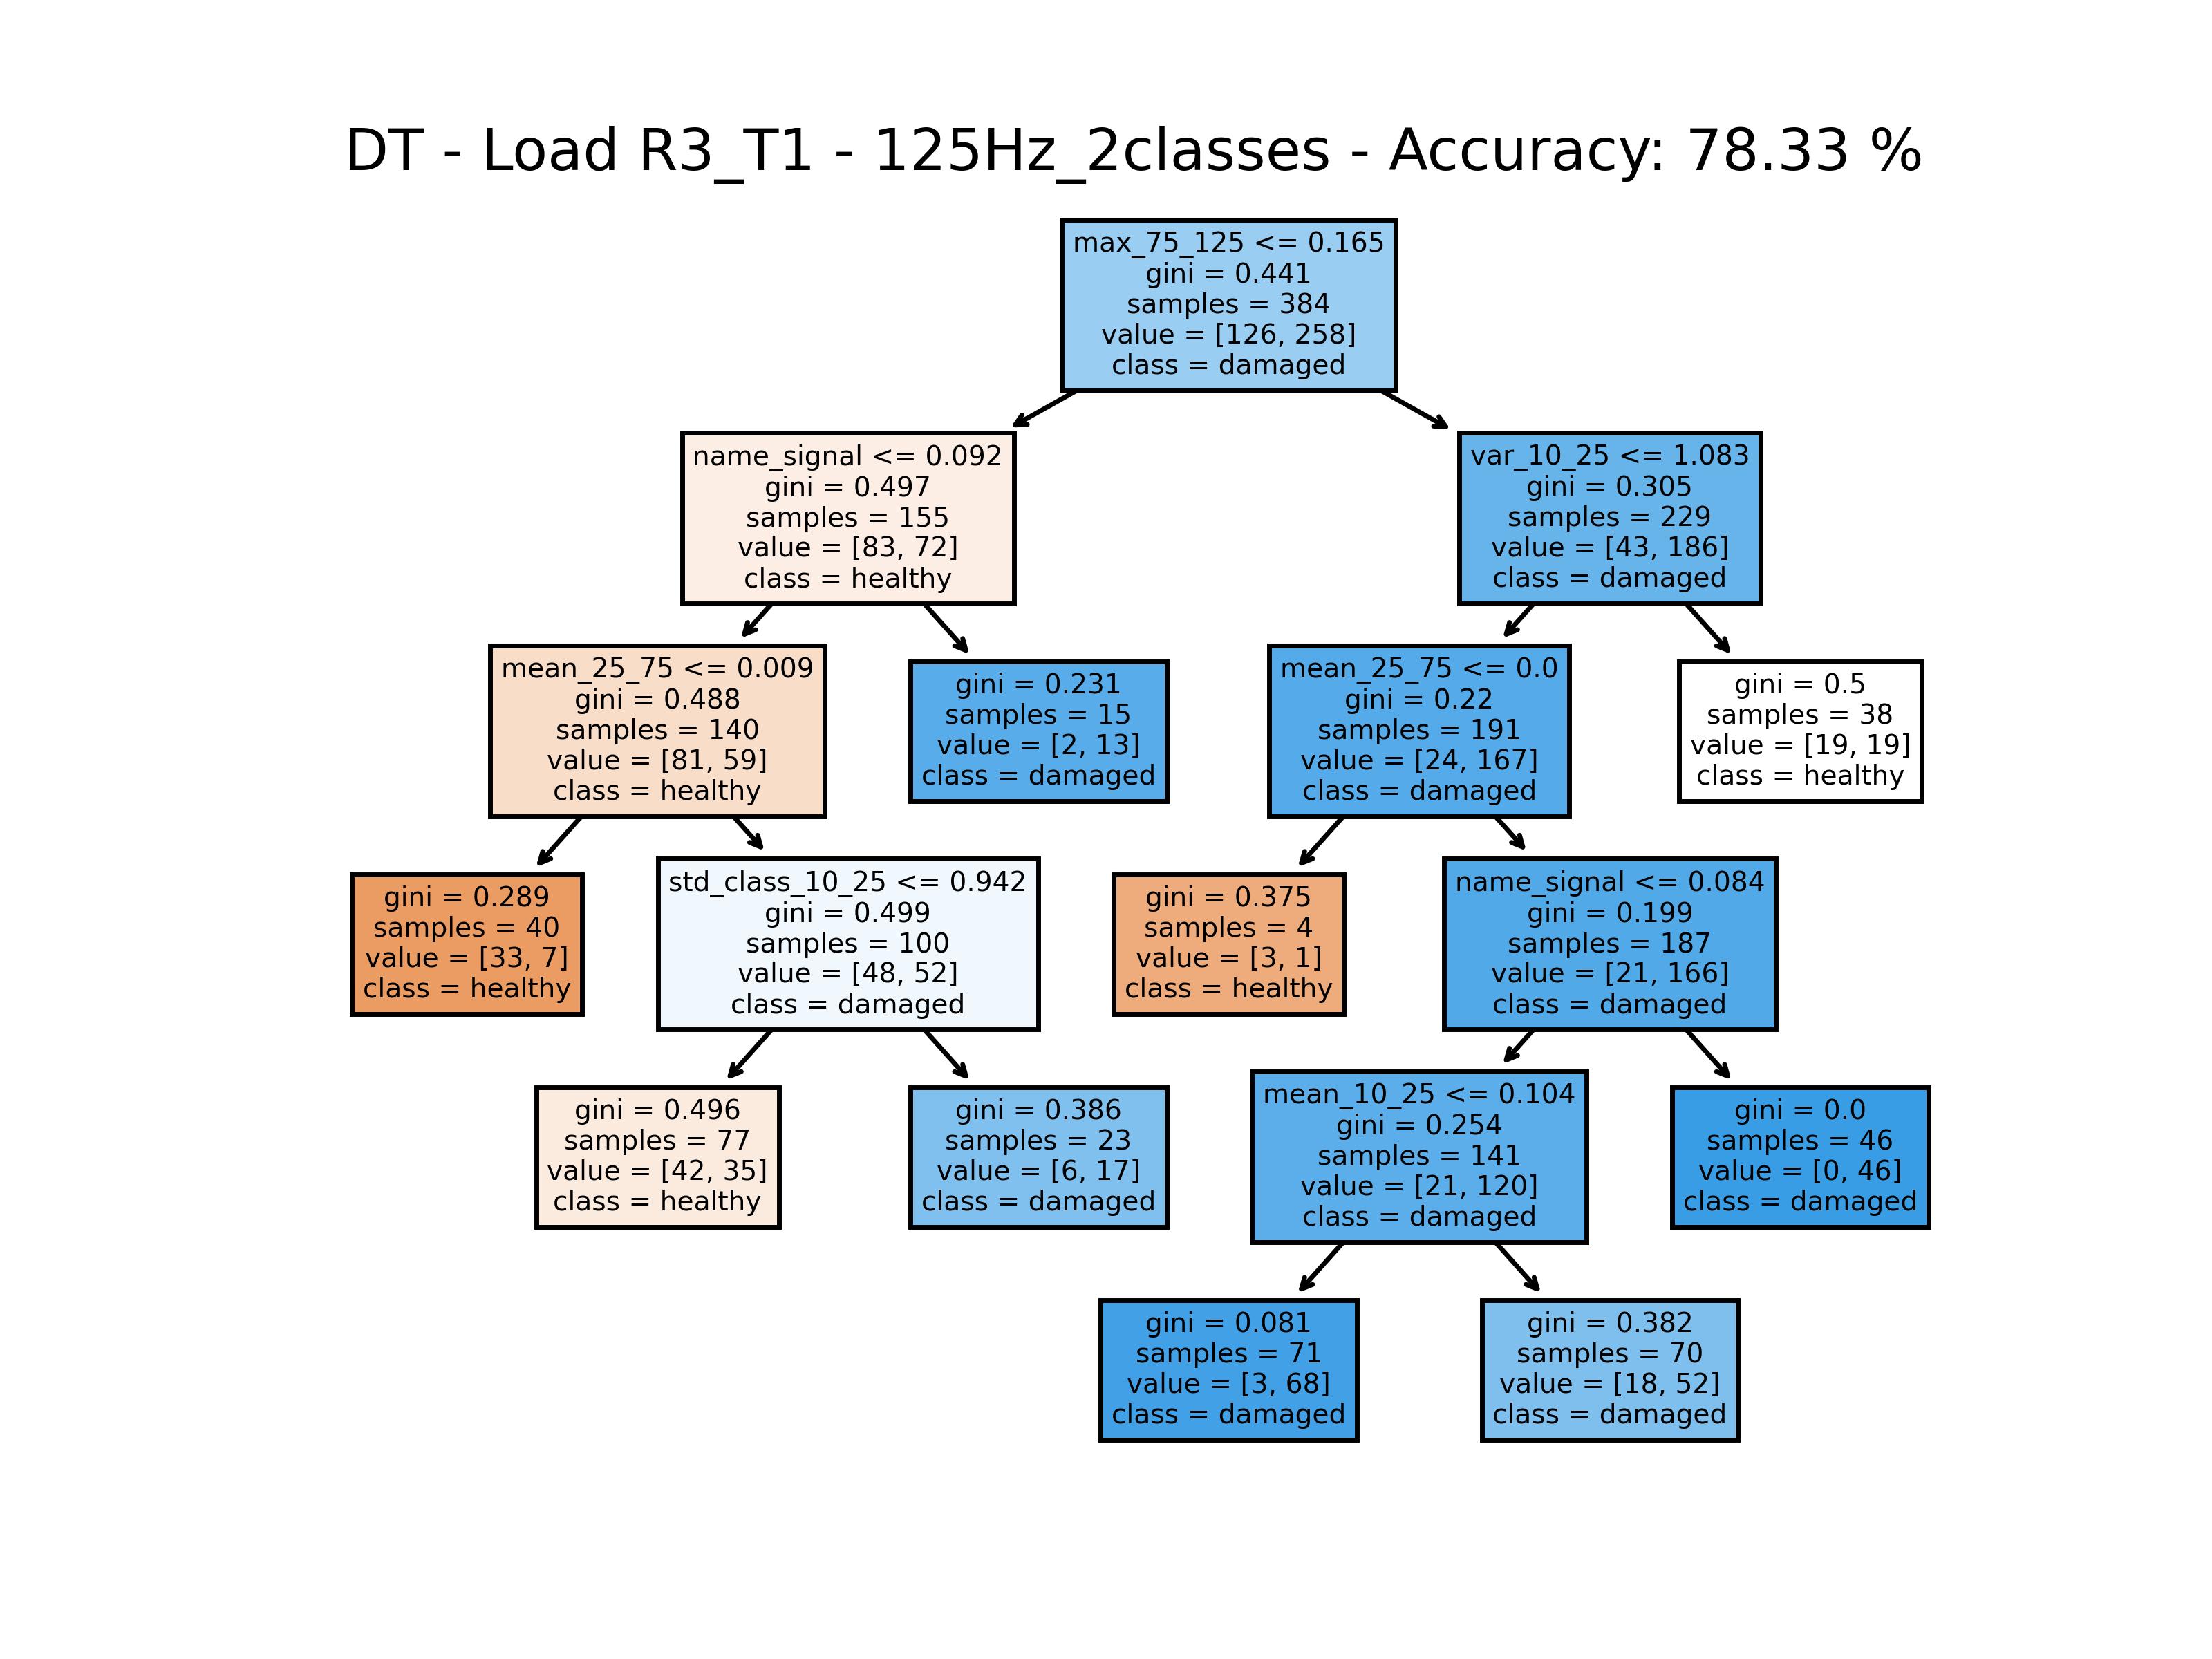 DT - Load R3_T1 - 125Hz_2classes - Accuracy: 78.33 %
max_75_125 <= 0.165
gini = 0.441
samples = 384
value = [126, 258]
class = damaged
name_signal <= 0.092
gini = 0.497
samples = 155
value = [83, 72]
class = healthy
var_10_25 <= 1.083
gini = 0.305
samples = 229
value = [43, 186]
class = damaged
mean_25_75 <= 0.009
gini = 0.488
samples = 140
value = [81, 59]
class = healthy
gini = 0.231
samples = 15
value = [2, 13]
class = damaged
mean_25_75 <= 0.0
gini = 0.22
samples = 191
value = [24, 167]
class = damaged
gini = 0.5
samples = 38
value = [19, 19]
class = healthy
gini = 0.289
samples = 40
value = [33, 7]
class = healthy
std_class_10_25 <= 0.942
gini = 0.499
samples = 100
value = [48, 52]
class = damaged
gini = 0.375
samples = 4
value = [3, 1]
class = healthy
name_signal <= 0.084
gini = 0.199
samples = 187
value = [21, 166]
class = damaged
gini = 0.496
samples = 77
value = [42, 35]
class = healthy
gini = 0.386
samples = 23
value = [6, 17]
class = damaged
mean_10_25 <= 0.104
gini = 0.254
samples = 141
value = [21, 120]
class = damaged
gini = 0.0
samples = 46
value = [0, 46]
class = damaged
gini = 0.081
samples = 71
value = [3, 68]
class = damaged
gini = 0.382
samples = 70
value = [18, 52]
class = damaged